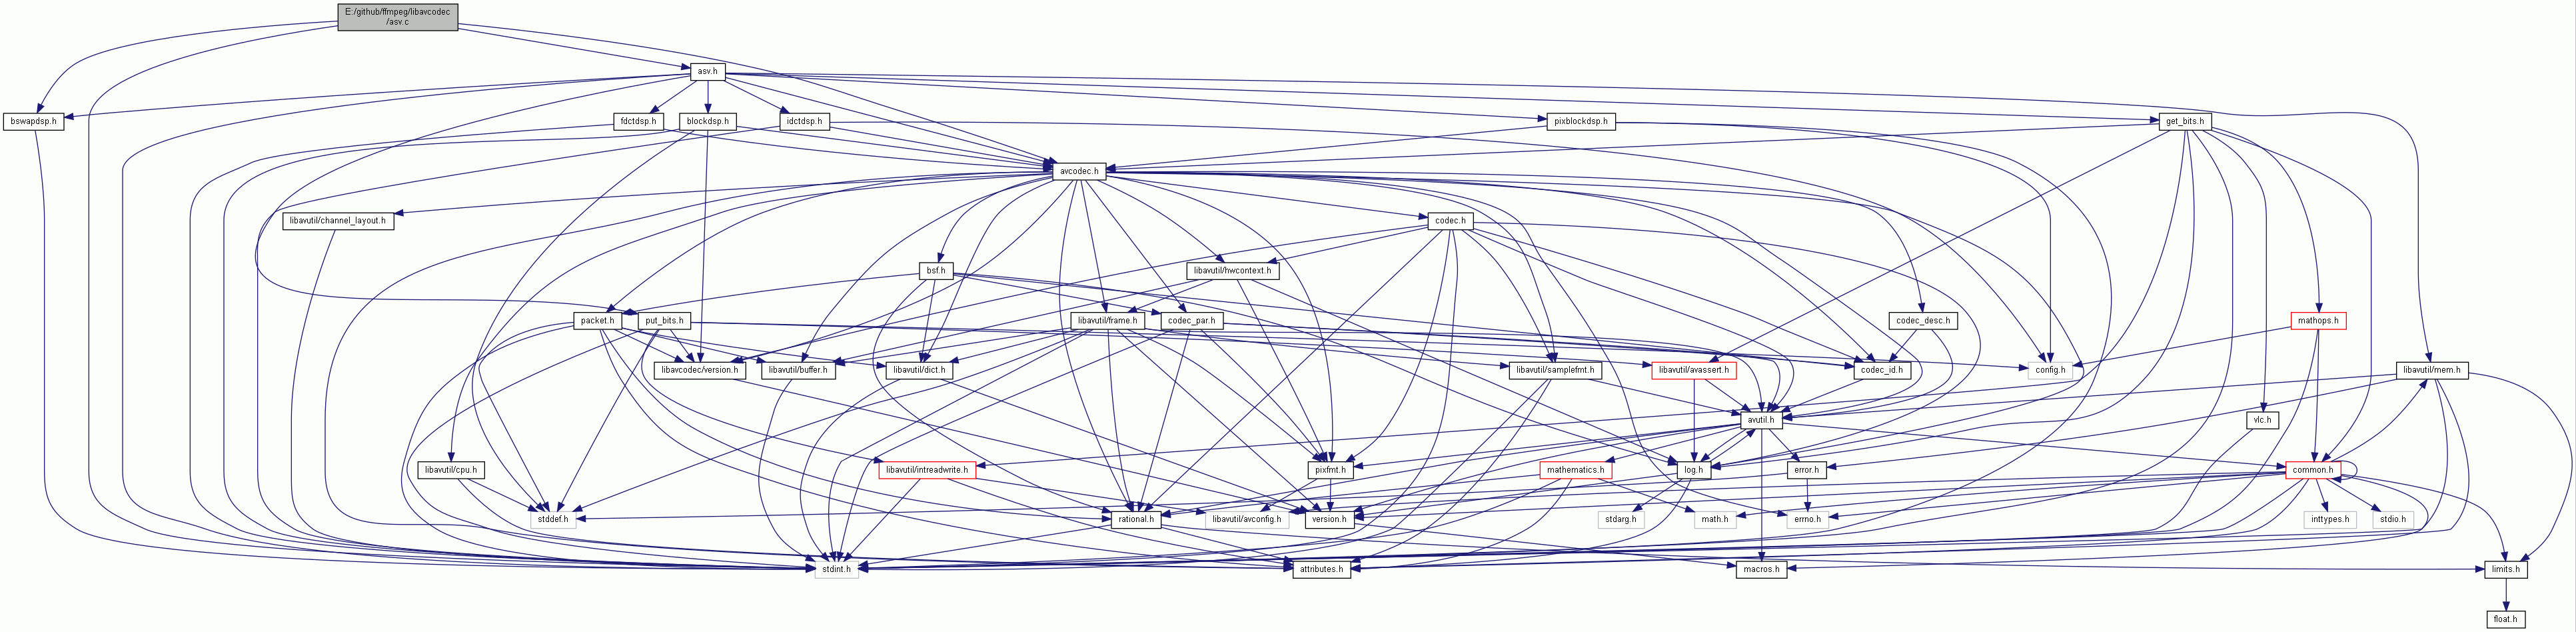 E:/github/ffmpeg/libavcodec
/asv.c
asv.h
bswapdsp.h
fdctdsp.h
blockdsp.h
idctdsp.h
pixblockdsp.h
get_bits.h
avcodec.h
libavutil/channel_layout.h
codec.h
bsf.h
libavutil/hwcontext.h
packet.h
put_bits.h
libavutil/frame.h
codec_par.h
codec_desc.h
mathops.h
libavcodec/version.h
libavutil/buffer.h
libavutil/dict.h
libavutil/samplefmt.h
libavutil/avassert.h
codec_id.h
config.h
libavutil/mem.h
avutil.h
vlc.h
libavutil/cpu.h
libavutil/intreadwrite.h
pixfmt.h
mathematics.h
log.h
error.h
common.h
stddef.h
rational.h
libavutil/avconfig.h
version.h
stdarg.h
math.h
errno.h
inttypes.h
stdio.h
stdint.h
attributes.h
macros.h
limits.h
float.h